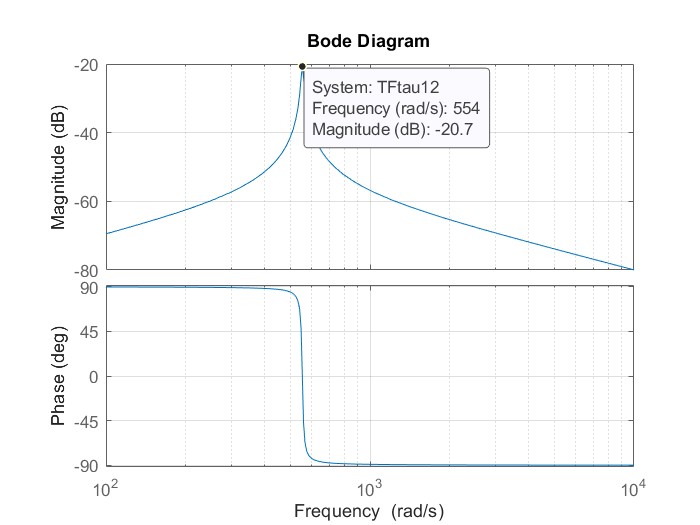 Bode Diagram
Magnitude (dB)
-20
-40
-60
-80
System: TFtau12
Frequency (rad/s): 554
Magnitude (dB): -20.7
Phase (deg)
90
45
0
-45
-90
10^2
10^3
10^4
Frequency (rad/s)